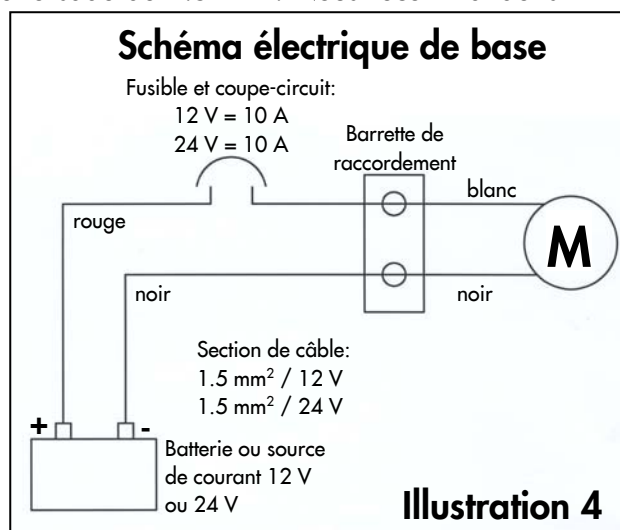 Schéma électrique de base
Fusible et coupe-circuit:
12 V = 10 A
24 V = 10 A
Barrette de
raccordement
blanc
rouge
M
noir
noir
Section de câble:
1.5 mm² / 12 V
1.5 mm² / 24 V
+
-
Batterie ou source
de courant 12 V
ou 24 V
Illustration 4